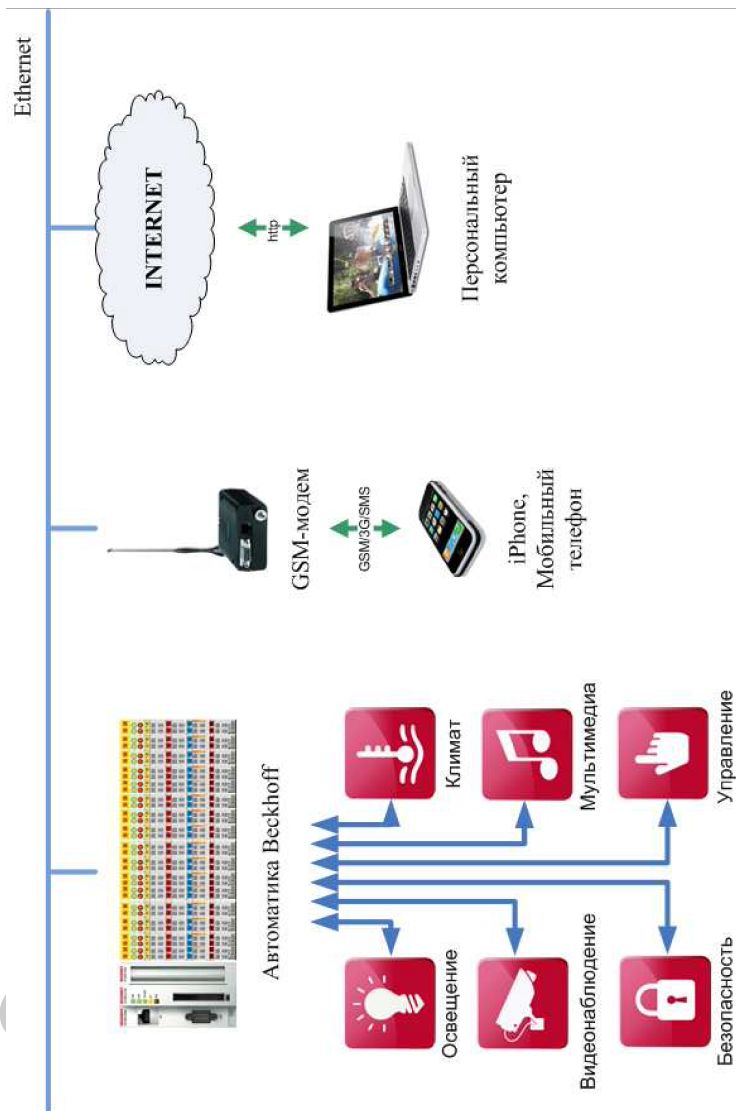 Ethernet
INTERNET
http
Персональный
компьютер
GSM-модем
GSM/3G/SMS
iPhone,
Мобильный
телефон
Автоматика Beckhoff
Освещение
Климат
Видеонаблюдение
Мультимедиа
Безопасность
Управление